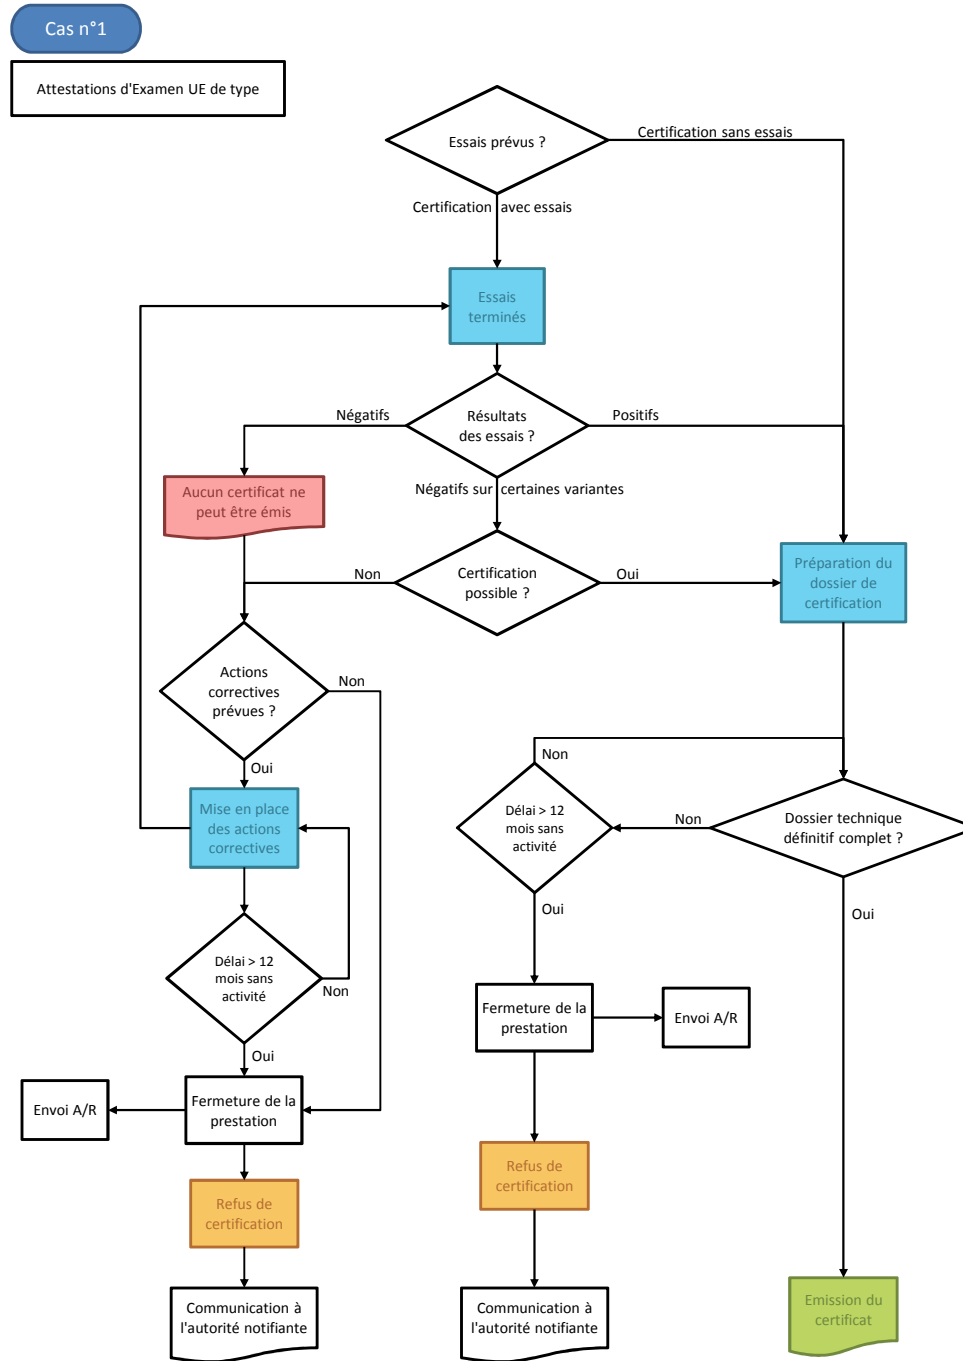 Cas n°1
Attestations d'Examen UE de type
Essais prévus ?
Certification sans essais
Certification avec essais
Essais
terminés
Négatifs
Résultats
des essais ?
Positifs
Aucun certificat ne
peut être émis
Négatifs sur certaines variantes
Non
Certification
possible ?
Oui
Préparation du
dossier de
certification
Actions
correctives
prévues ?
Non
Oui
Non
Mise en place
des actions
correctives
Délai > 12
mois sans
activité
Non
Dossier technique
définitif complet ?
Oui
Oui
Délai > 12
mois sans
activité
Non
Oui
Fermeture de la
prestation
Envoi A/R
Envoi A/R
Fermeture de la
prestation
Refus de
certification
Refus de
certification
Communication à
l'autorité notifiante
Communication à
l'autorité notifiante
Emission du
certificat